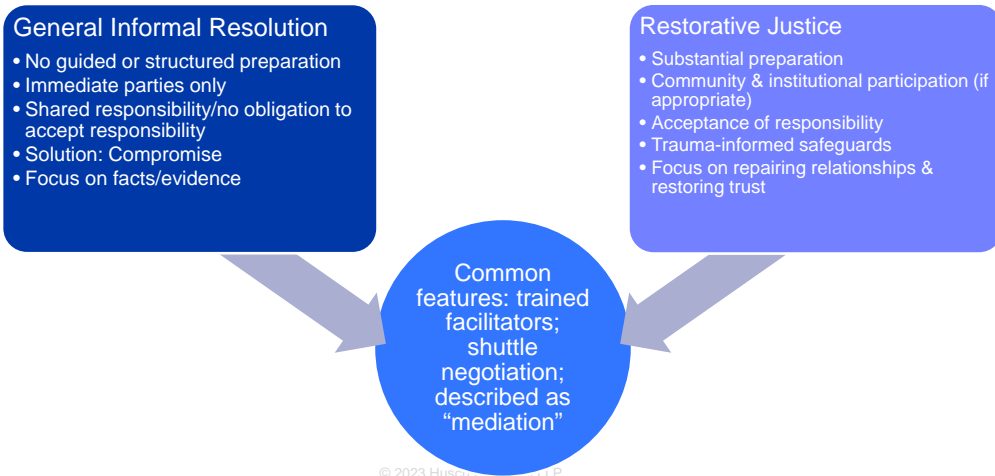 General Informal Resolution
• No guided or structured preparation
• Immediate parties only
• Shared responsibility/no obligation to
accept responsibility
• Solution: Compromise
• Focus on facts/evidence
Restorative Justice
• Substantial preparation
• Community & institutional participation (if
appropriate)
• Acceptance of responsibility
• Trauma-informed safeguards
• Focus on repairing relationships &
restoring trust
Common
features: trained
facilitators;
shuttle
negotiation;
described as
“mediation”
© 2023